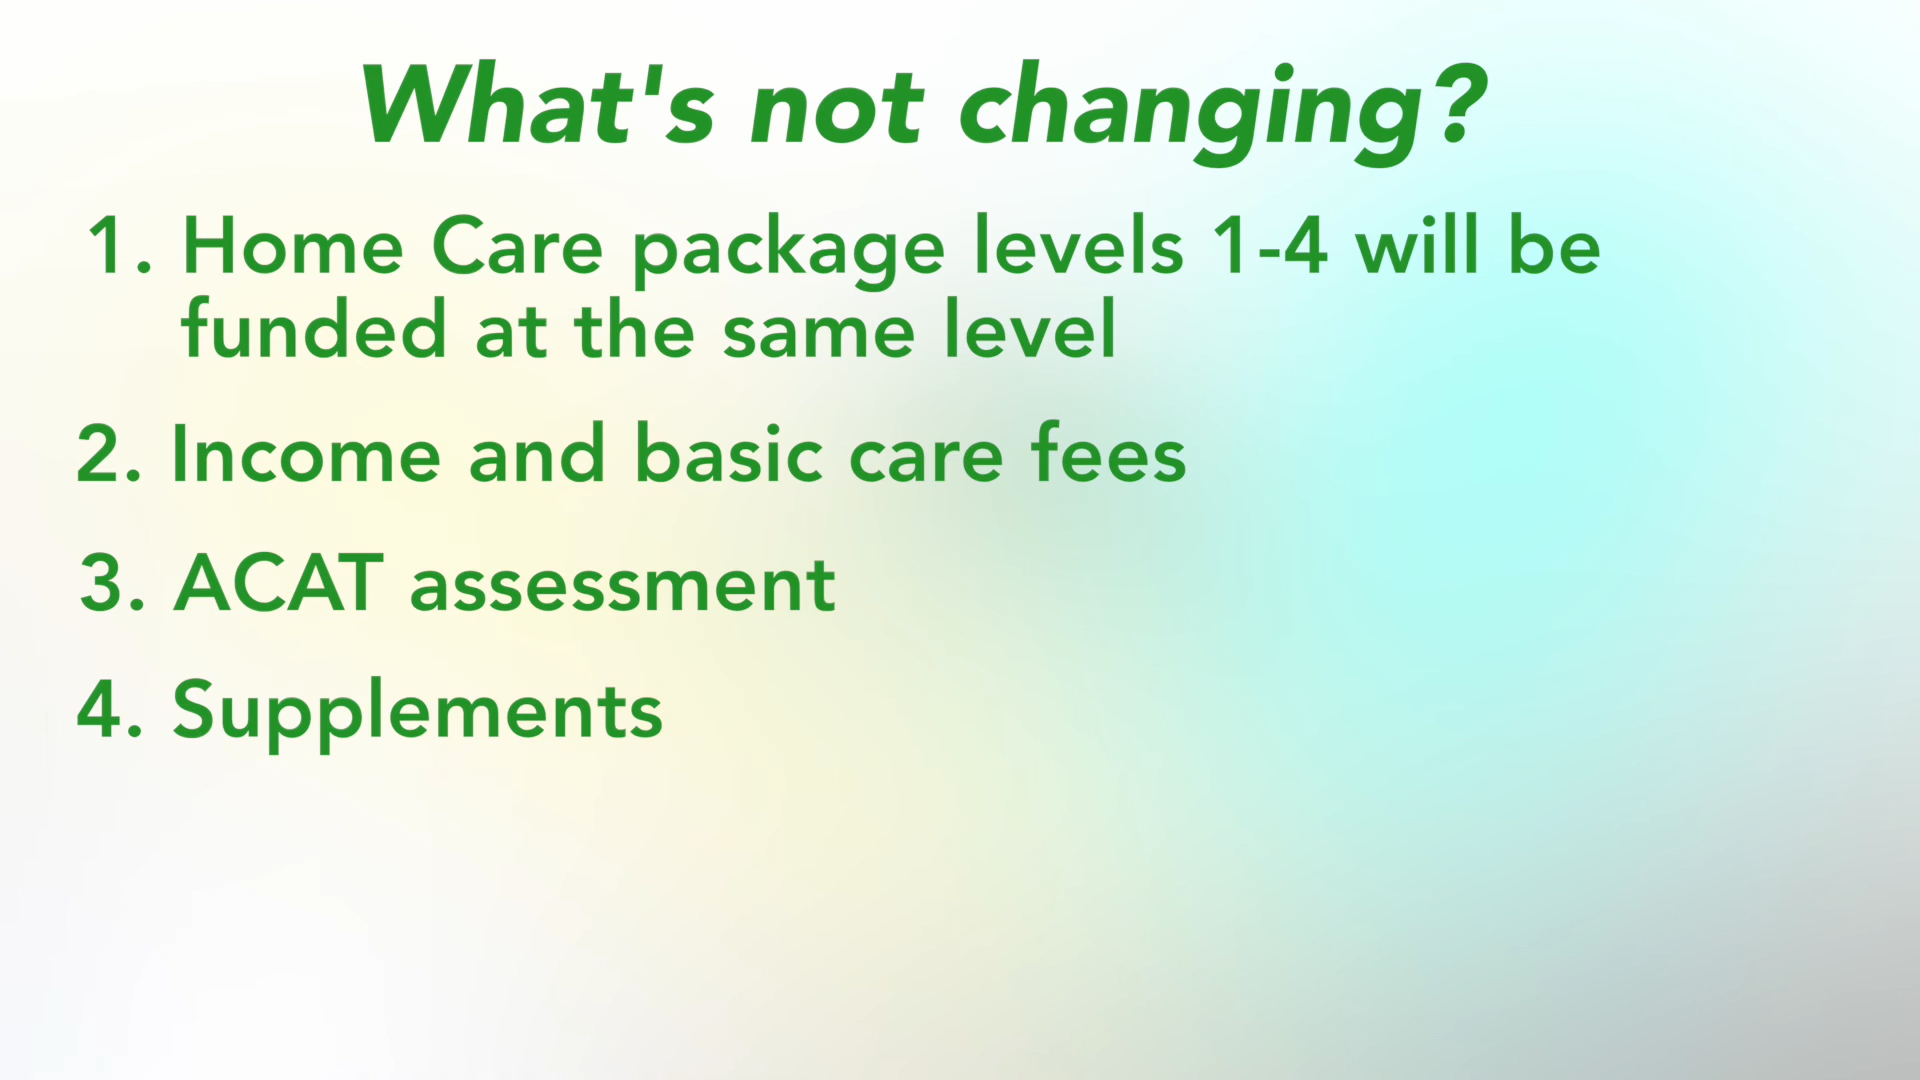 What's not changing?
1. Home Care package levels 1-4 will be
funded at the same level
2. Income and basic care fees
3. ACAT assessment
4. Supplements